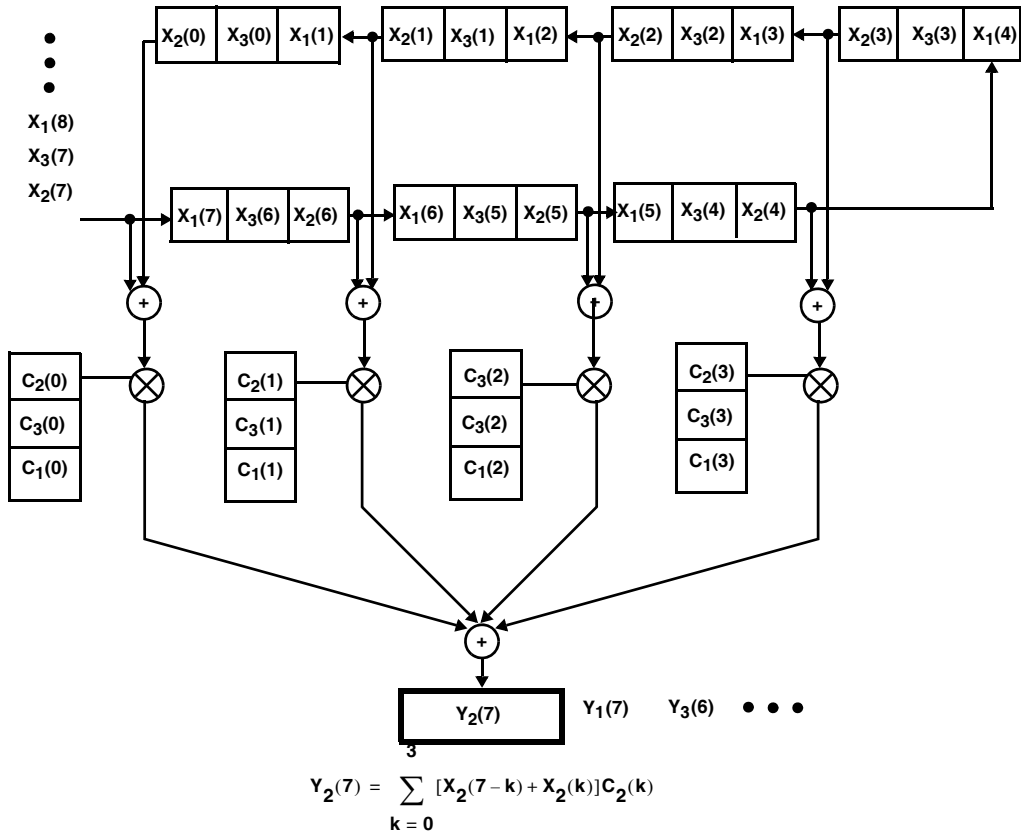 X2(0) X3(0) X1(1) X2(1) X3(1) X1(2) X2(2) X3(2) X1(3) X2(3) X3(3) X1(4)
X1(8)
X3(7)
X2(7)
X1(7) X3(6) X2(6) X1(6) X3(5) X2(5) X1(5) X3(4) X2(4)
+ + + +
C2(0) C2(1) C3(2) C2(3)
C3(0) C3(1) C3(2) C3(3)
C1(0) C1(1) C1(2) C1(3)
+
Y2(7) Y1(7) Y3(6) • • •
3
Y2(7) = ∑ [X2(7 – k) + X2(k)]C2(k)
k = 0